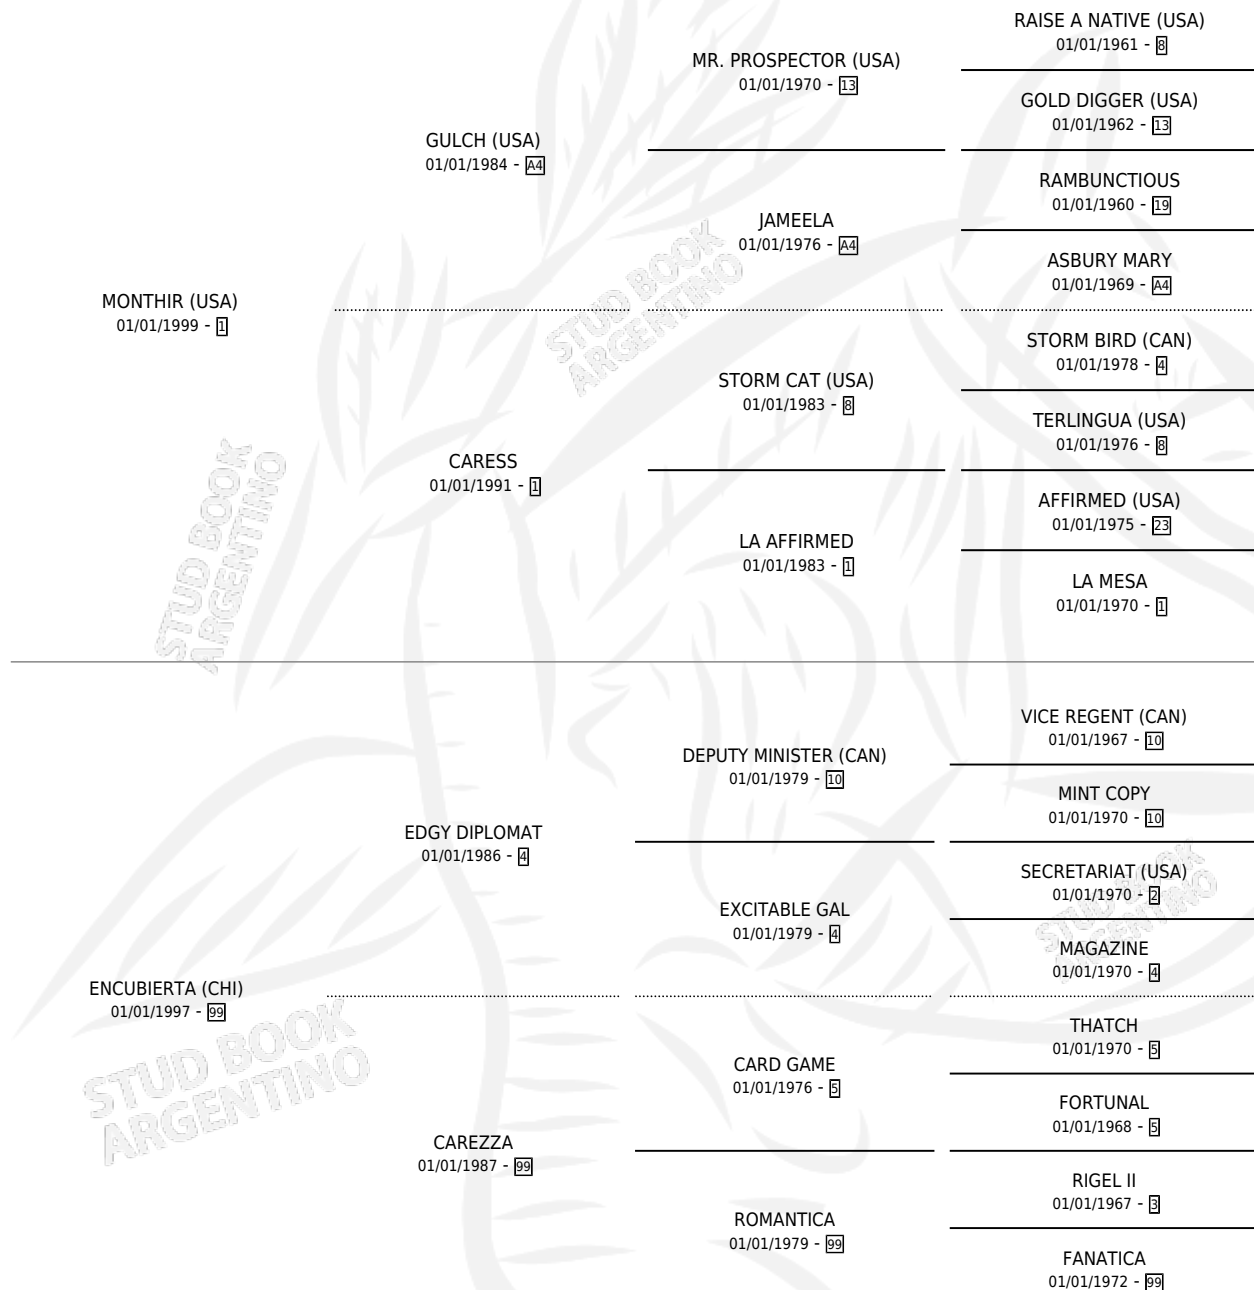 RAISE A NATIVE (USA)
01/01/1961 - 8
MR. PROSPECTOR (USA)
01/01/1970 - 13
GOLD DIGGER (USA)
01/01/1962 - 13
GULCH (USA)
01/01/1984 - A4
RAMBUNCTIOUS
01/01/1960 - 19
JAMEELA
01/01/1976 - A4
ASBURY MARY
01/01/1969 - A4
MONTHIR (USA)
01/01/1999 - 1
STORM BIRD (CAN)
01/01/1978 - 4
STORM CAT (USA)
01/01/1983 - 8
TERLINGUA (USA)
01/01/1976 - 8
CARESS
01/01/1991 - 1
AFFIRMED (USA)
01/01/1975 - 23
LA AFFIRMED
01/01/1983 - 1
LA MESA
01/01/1970 - 1
VICE REGENT (CAN)
01/01/1967 - 10
DEPUTY MINISTER (CAN)
01/01/1979 - 10
MINT COPY
01/01/1970 - 10
EDGY DIPLOMAT
01/01/1986 - 4
SECRETARIAT (USA)
01/01/1970 - 2
EXCITABLE GAL
01/01/1979 - 4
MAGAZINE
01/01/1970 - 4
ENCUBIERTA (CHI)
01/01/1997 - 99
THATCH
01/01/1970 - 5
CARD GAME
01/01/1976 - 5
FORTUNAL
01/01/1968 - 5
CAREZZA
01/01/1987 - 99
RIGEL II
01/01/1967 - 3
ROMANTICA
01/01/1979 - 99
FANATICA
01/01/1972 - 99
STUD BOOK
ARGENTINO
STUD BOOK
ARGENTINO
STUD BOOK
ARGENTINO
STUD BOOK
ARGENTINO